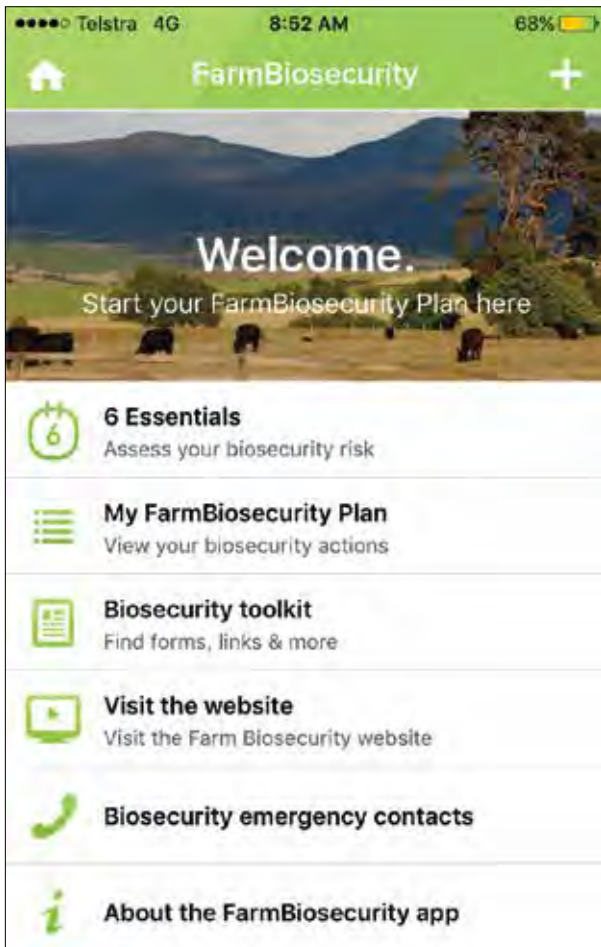 Telstra 4G 8:52 AM 68%
FarmBiosecurity
Welcome.
Start your FarmBiosecurity Plan here
6
6 Essentials
Assess your biosecurity risk
My FarmBiosecurity Plan
View your biosecurity actions
Biosecurity toolkit
Find forms, links & more
Visit the website
Visit the Farm Biosecurity website
Biosecurity emergency contacts
i
About the FarmBiosecurity app